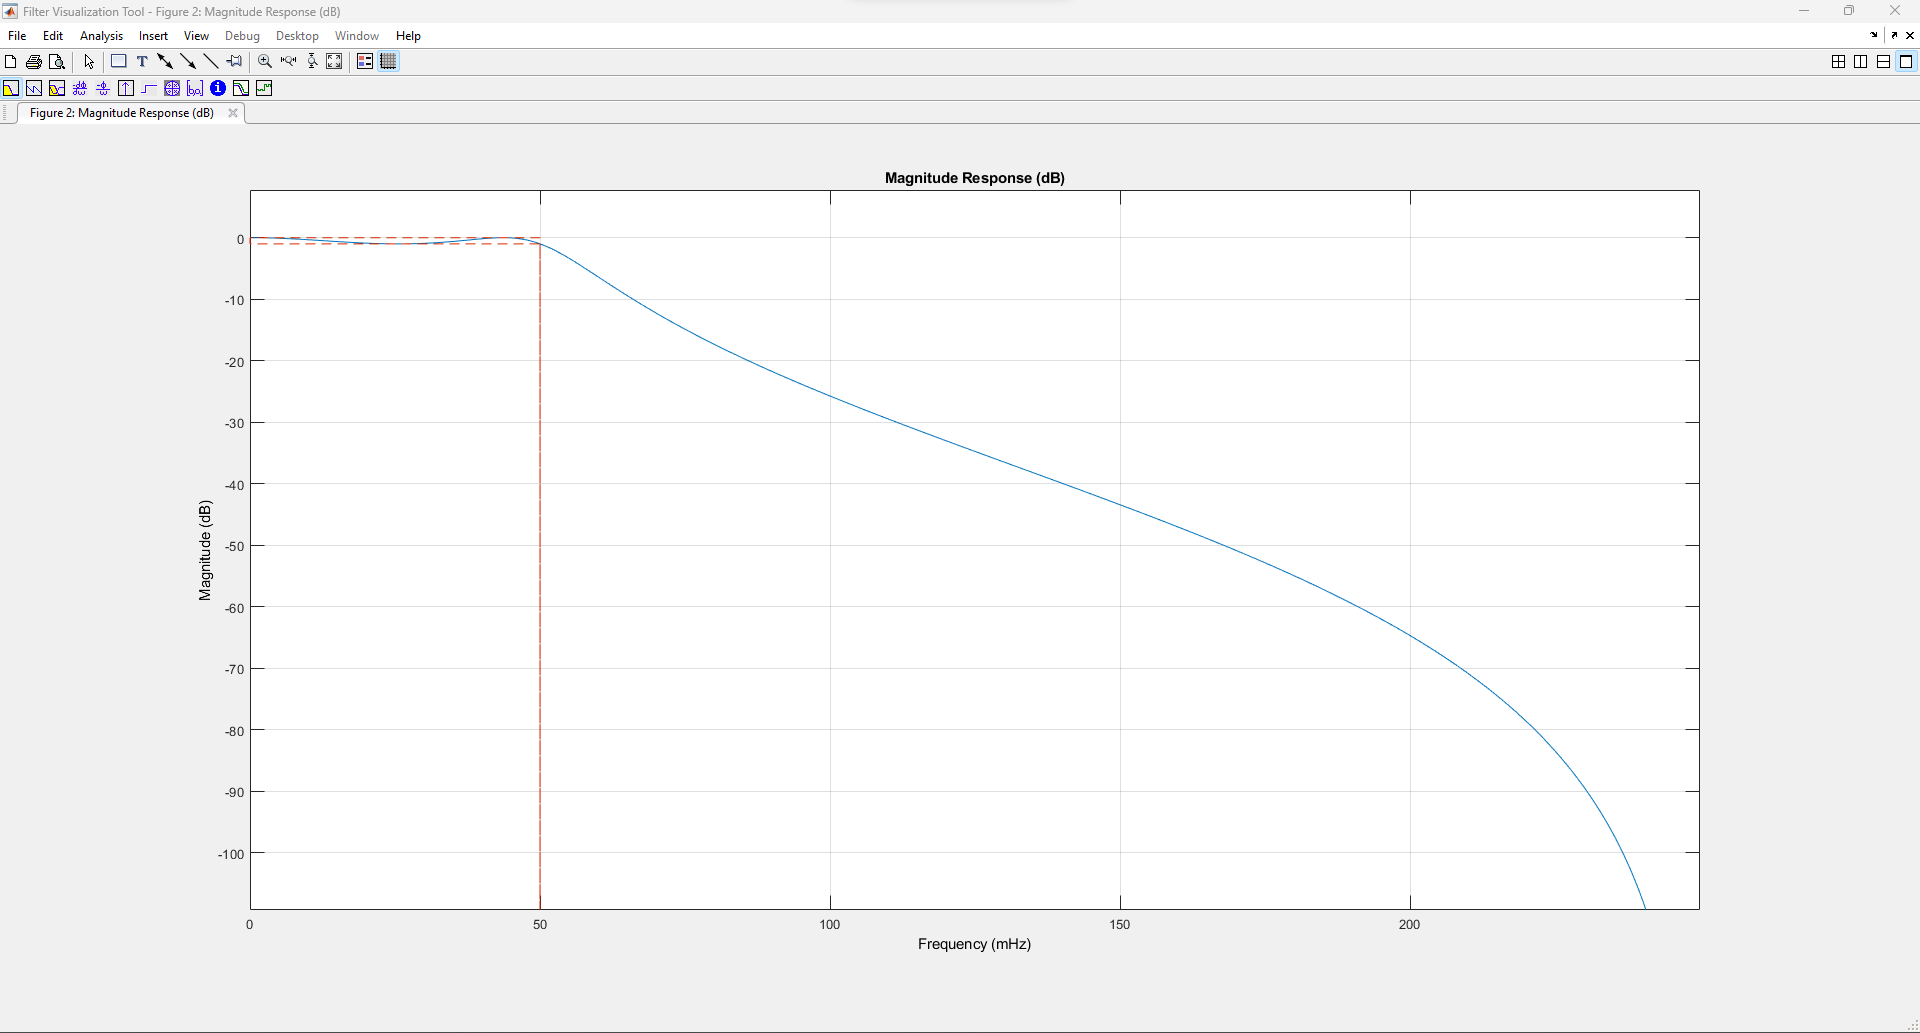 Filter Visualization Tool - Figure 2: Magnitude Response (dB)
File Edit Analysis Insert View Debug Desktop Window Help
Figure 2: Magnitude Response (dB)
Magnitude Response (dB)
0
-10
-20
-30
-40
-50
-60
-70
-80
-90
-100
Magnitude (dB)
0 50 100 150 200
Frequency (mHz)